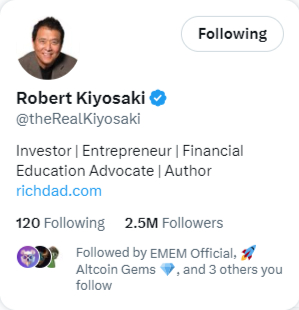 Following
Robert Kiyosaki
@theRealKiyosaki
Investor | Entrepreneur | Financial
Education Advocate | Author
richdad.com
120 Following 2.5M Followers
Followed by EMEM Official, 🚀
Altcoin Gems 💎, and 3 others you
follow